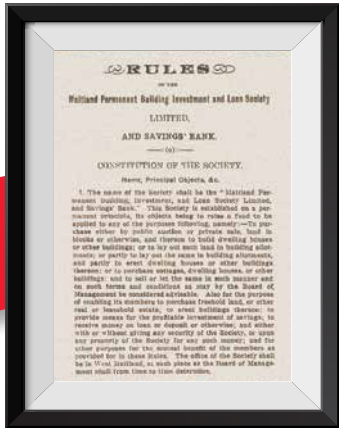 RULES
OF THE
Maitland Permanent Building Investment and Loan Society
LIMITED,
AND SAVINGS' BANK.
(o)
CONSTITUTION OF THE SOCIETY.
Name, Principal Objects, &c.
1. The name of the Society shall be the "Maitland Per-
manent Building, Investment, and Loan Society Limited,
and Savings' Bank." This Society is established on a per-
manent principle, its objects being to raise a fund to be
applied to any of the purposes following, namely:—To pur-
chase either by public auction or private sale, land in
blocks or otherwise, and thereon to build dwelling houses
or other buildings; or to lay out such land in building allot-
ments; or partly to lay out the same in building allotments,
and partly to erect dwelling houses or other buildings
thereon; or to purchase cottages, dwelling houses, or other
buildings; and to sell or let the same in such manner and
on such terms and conditions as may by the Board of
Management be considered advisable. Also for the purpose
of enabling its members to purchase freehold land, or other
real or leasehold estate, to erect buildings thereon; to
provide means for the profitable investment of savings; to
receive money on loan or deposit or otherwise; and either
with or without giving any security of the Society, or upon
any property of the Society for any such money; and for
other purposes for the mutual benefit of the members as
provided for in these Rules. The office of the Society shall
be in West Maitland, at such place as the Board of Manage-
ment shall from time to time determine.